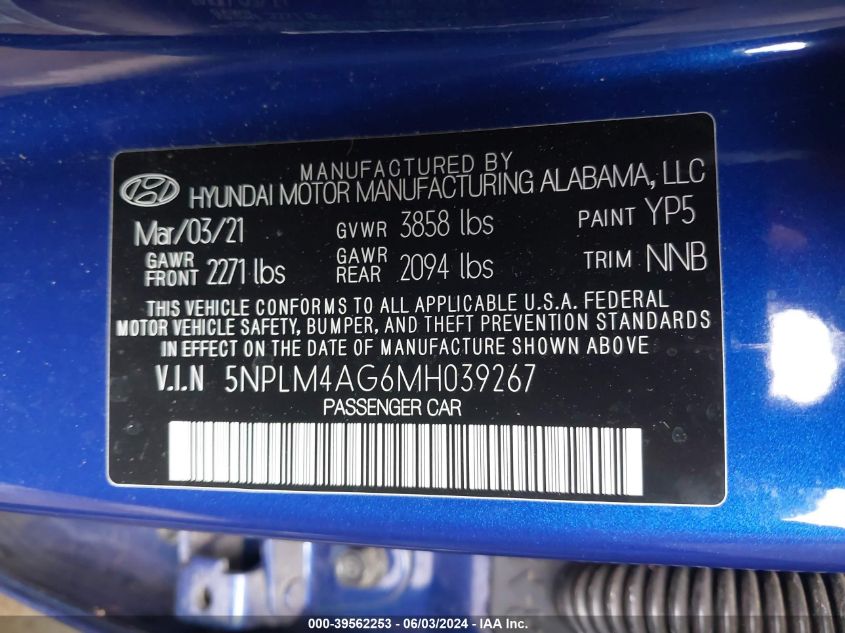 MANUFACTURED BY
HYUNDAI MOTOR MANUFACTURING ALABAMA, LLC
Mar/03/21 GVWR 3858 lbs PAINT YP5
GAWR FRONT 2271 lbs GAWR REAR 2094 lbs TRIM NNB
THIS VEHICLE CONFORMS TO ALL APPLICABLE U.S.A. FEDERAL
MOTOR VEHICLE SAFETY, BUMPER, AND THEFT PREVENTION STANDARDS
IN EFFECT ON THE DATE OF MANUFACTURE SHOWN ABOVE
V.I.N 5NPLM4AG6MH039267
PASSENGER CAR
000-39562253 - 06/03/2024 - IAA Inc.